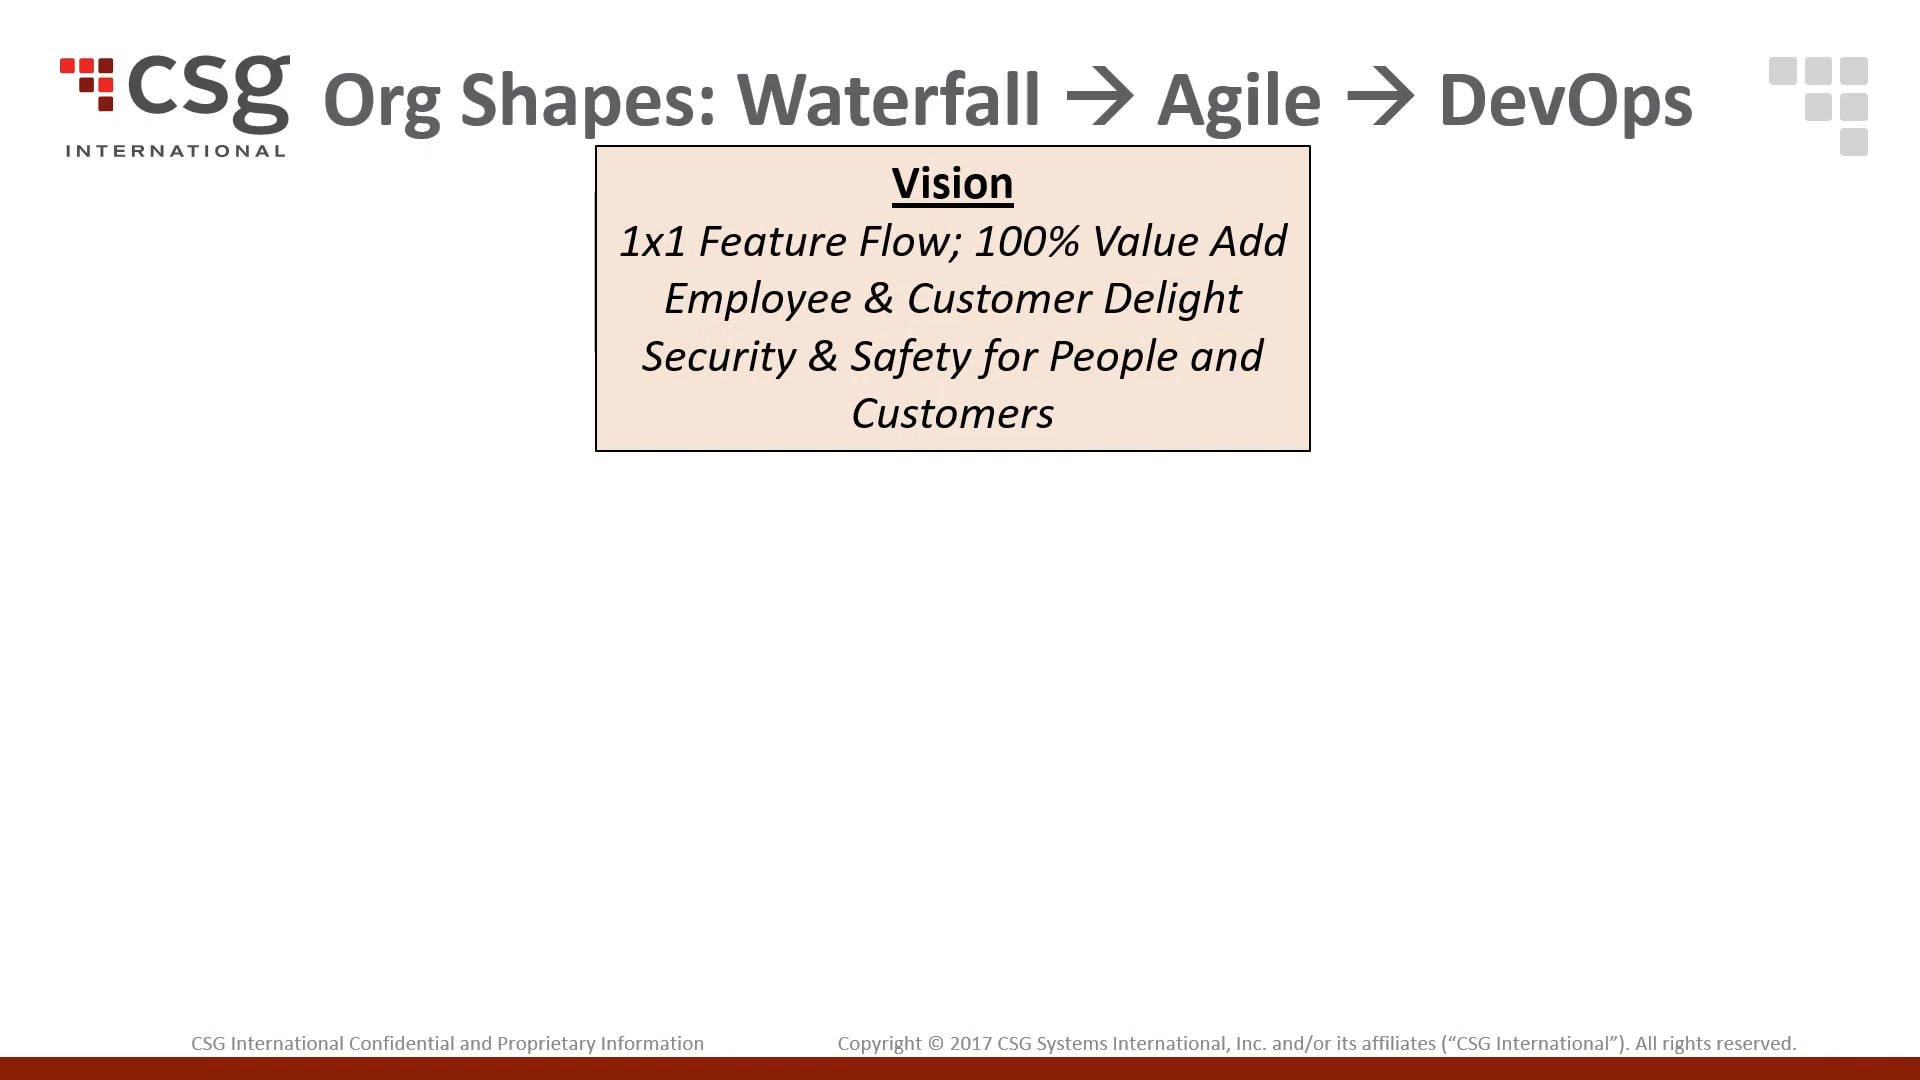 csg
INTERNATIONAL
Org Shapes: Waterfall → Agile → DevOps
Vision
1x1 Feature Flow; 100% Value Add
Employee & Customer Delight
Security & Safety for People and
Customers
CSG International Confidential and Proprietary Information
Copyright © 2017 CSG Systems International, Inc. and/or its affiliates (“CSG International”). All rights reserved.